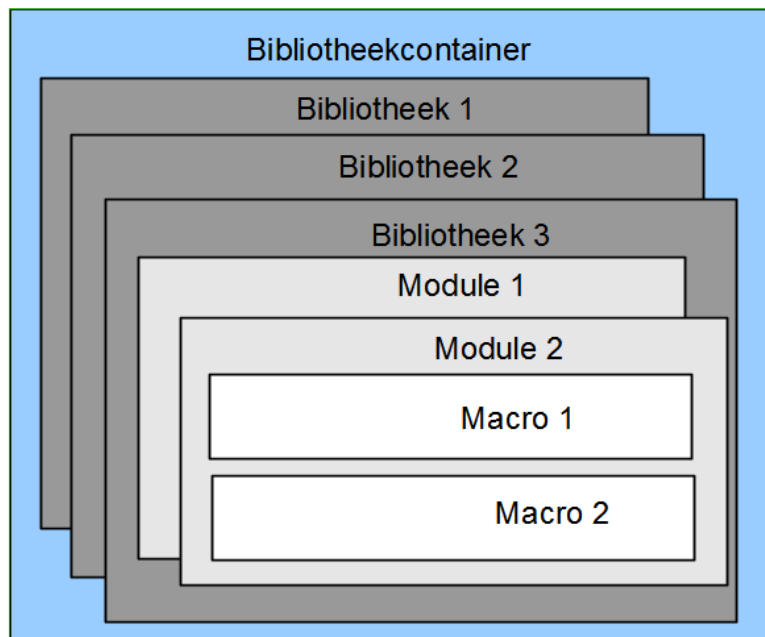 Bibliotheekcontainer
Bibliotheek 1
Bibliotheek 2
Bibliotheek 3
Module 1
Module 2
Macro 1
Macro 2